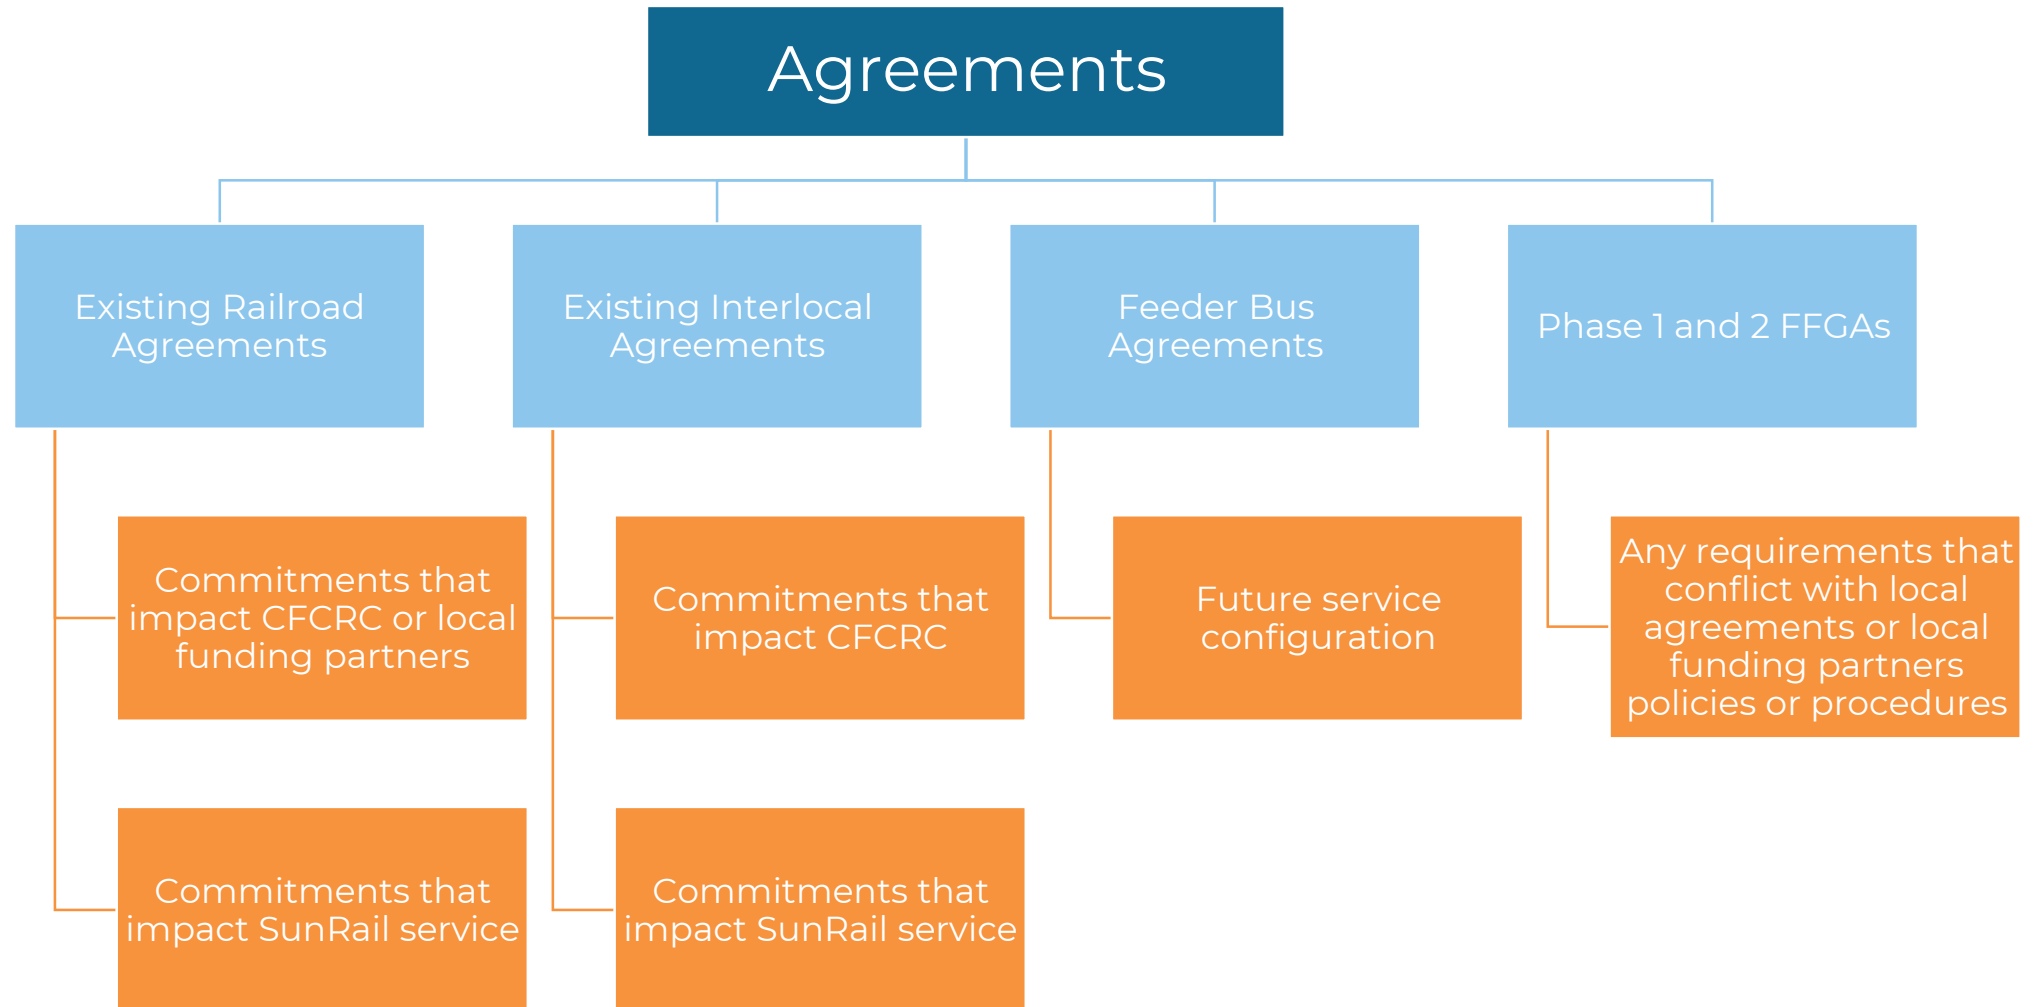 Agreements
Existing Railroad
Agreements
Existing Interlocal
Agreements
Feeder Bus
Agreements
Phase 1 and 2 FFGAs
Commitments that
impact CFCRC or local
funding partners
Commitments that
impact CFCRC
Future service
configuration
Any requirements that
conflict with local
agreements or local
funding partners
policies or procedures
Commitments that
impact SunRail service
Commitments that
impact SunRail service